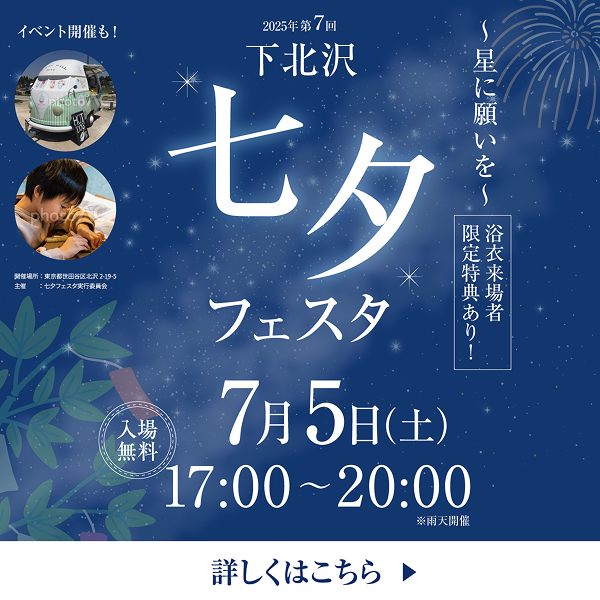 イベント開催も!
2025年 第7回
下北沢
七夕
フェスタ
〜星に願いを〜
浴衣来場者
限定特典あり!
開催場所:東京都世田谷区北沢 2-19-5
主催 :七夕フェスタ実行委員会
入場
無料
7月5日(土)
17:00〜20:00
※雨天開催
詳しくはこちら ▶